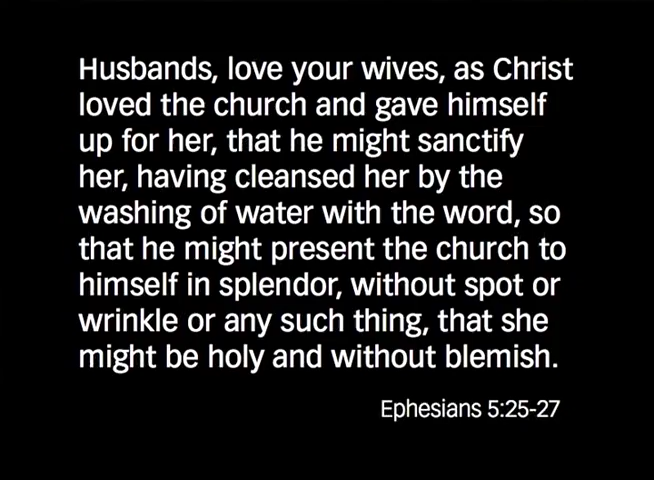 Husbands, love your wives, as Christ
loved the church and gave himself
up for her, that he might sanctify
her, having cleansed her by the
washing of water with the word, so
that he might present the church to
himself in splendor, without spot or
wrinkle or any such thing, that she
might be holy and without blemish.
Ephesians 5:25-27